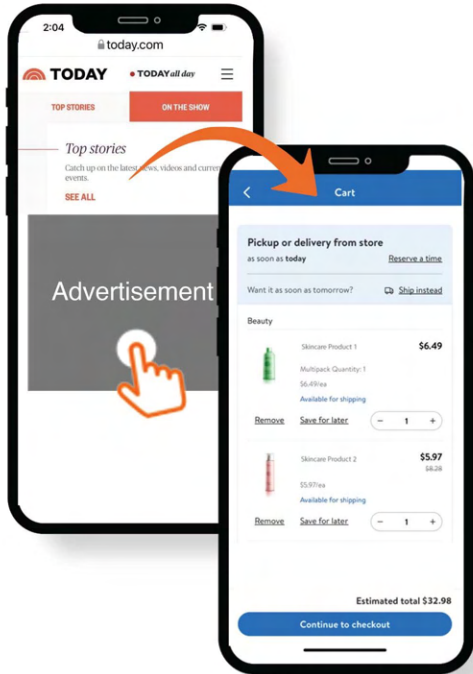 2:04
today.com
TODAY
TODAY all day
TOP STORIES
ON THE SHOW
Top stories
Catch up on the latest news, videos and current
events.
SEE ALL
Advertisement
Cart
Pickup or delivery from store
as soon as today
Reserve a time
Want it as soon as tomorrow?
Ship instead
Beauty
Skincare Product 1
$6.49
Multipack Quantity: 1
$6.49/ea
Available for shipping
Remove
Save for later
− 1 +
Skincare Product 2
$5.97
$8.28
$5.97/ea
Available for shipping
Remove
Save for later
− 1 +
Estimated total $32.98
Continue to checkout